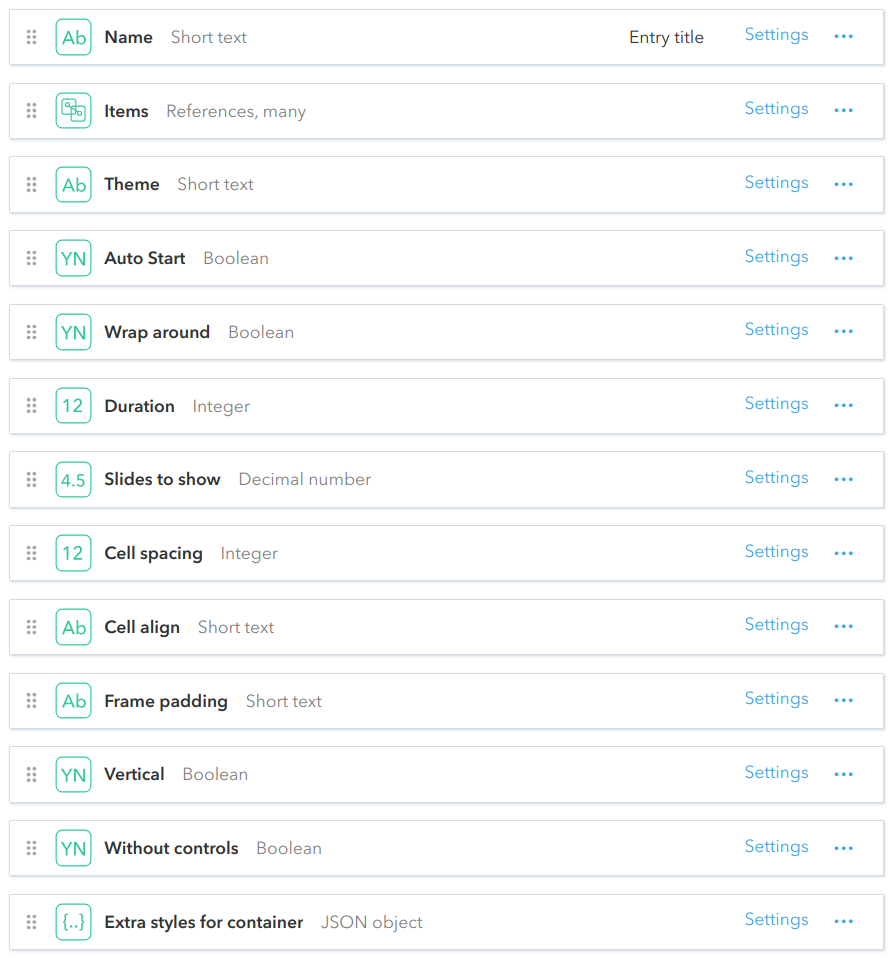 Ab Name Short text Entry title Settings ...
Items References, many Settings ...
Ab Theme Short text Settings ...
YN Auto Start Boolean Settings ...
YN Wrap around Boolean Settings ...
12 Duration Integer Settings ...
4.5 Slides to show Decimal number Settings ...
12 Cell spacing Integer Settings ...
Ab Cell align Short text Settings ...
Ab Frame padding Short text Settings ...
YN Vertical Boolean Settings ...
YN Without controls Boolean Settings ...
{..} Extra styles for container JSON object Settings ...